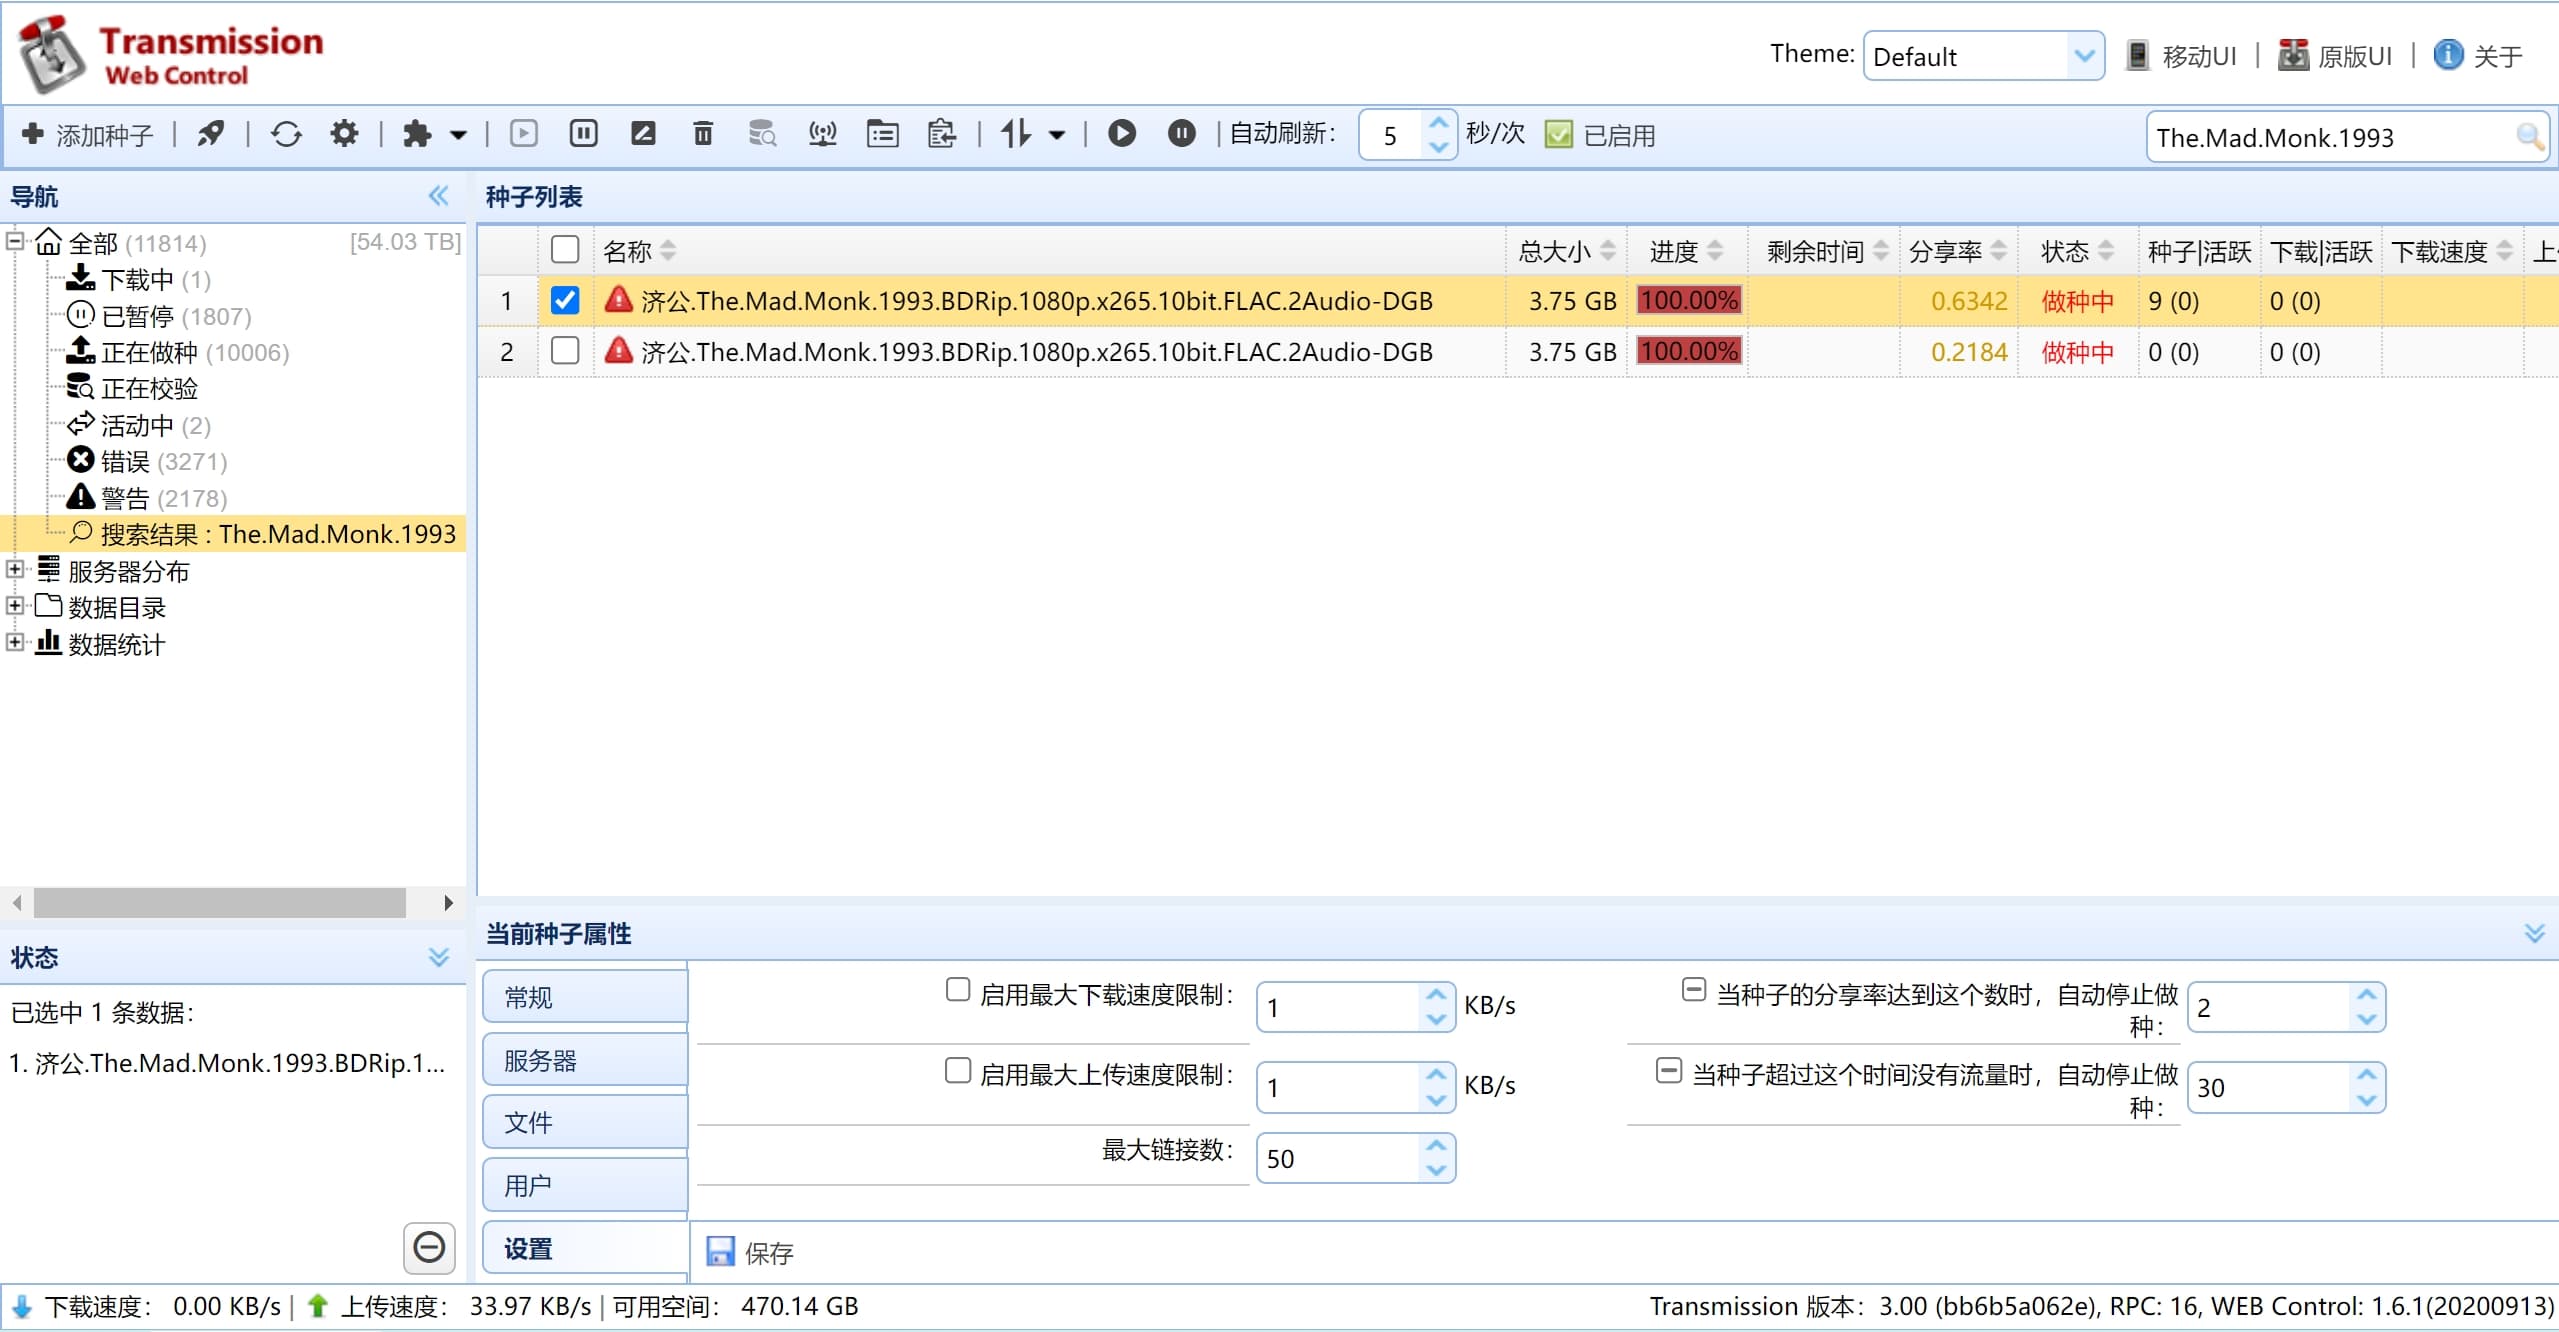 Transmission
Web Control
Theme: Default 移动UI | 原版UI | 关于
添加种子 | | | | | | 自动刷新： 5 秒/次 已启用 The.Mad.Monk.1993
导航
全部 (11814) [54.03 TB]
下载中 (1)
已暂停 (1807)
正在做种 (10006)
正在校验
活动中 (2)
错误 (3271)
警告 (2178)
搜索结果 : The.Mad.Monk.1993
服务器分布
数据目录
数据统计
种子列表
名称 总大小 进度 剩余时间 分享率 状态 种子|活跃 下载|活跃 下载速度 上
1 济公.The.Mad.Monk.1993.BDRip.1080p.x265.10bit.FLAC.2Audio-DGB 3.75 GB 100.00% 0.6342 做种中 9 (0) 0 (0)
2 济公.The.Mad.Monk.1993.BDRip.1080p.x265.10bit.FLAC.2Audio-DGB 3.75 GB 100.00% 0.2184 做种中 0 (0) 0 (0)
状态
已选中 1 条数据：
1. 济公.The.Mad.Monk.1993.BDRip.1...
当前种子属性
常规
服务器
文件
用户
设置
启用最大下载速度限制： 1 KB/s
当种子的分享率达到这个数时，自动停止做
种： 2
启用最大上传速度限制： 1 KB/s
当种子超过这个时间没有流量时，自动停止做
种： 30
最大链接数： 50
保存
下载速度： 0.00 KB/s | 上传速度： 33.97 KB/s | 可用空间： 470.14 GB
Transmission 版本：3.00 (bb6b5a062e), RPC: 16, WEB Control: 1.6.1(20200913)